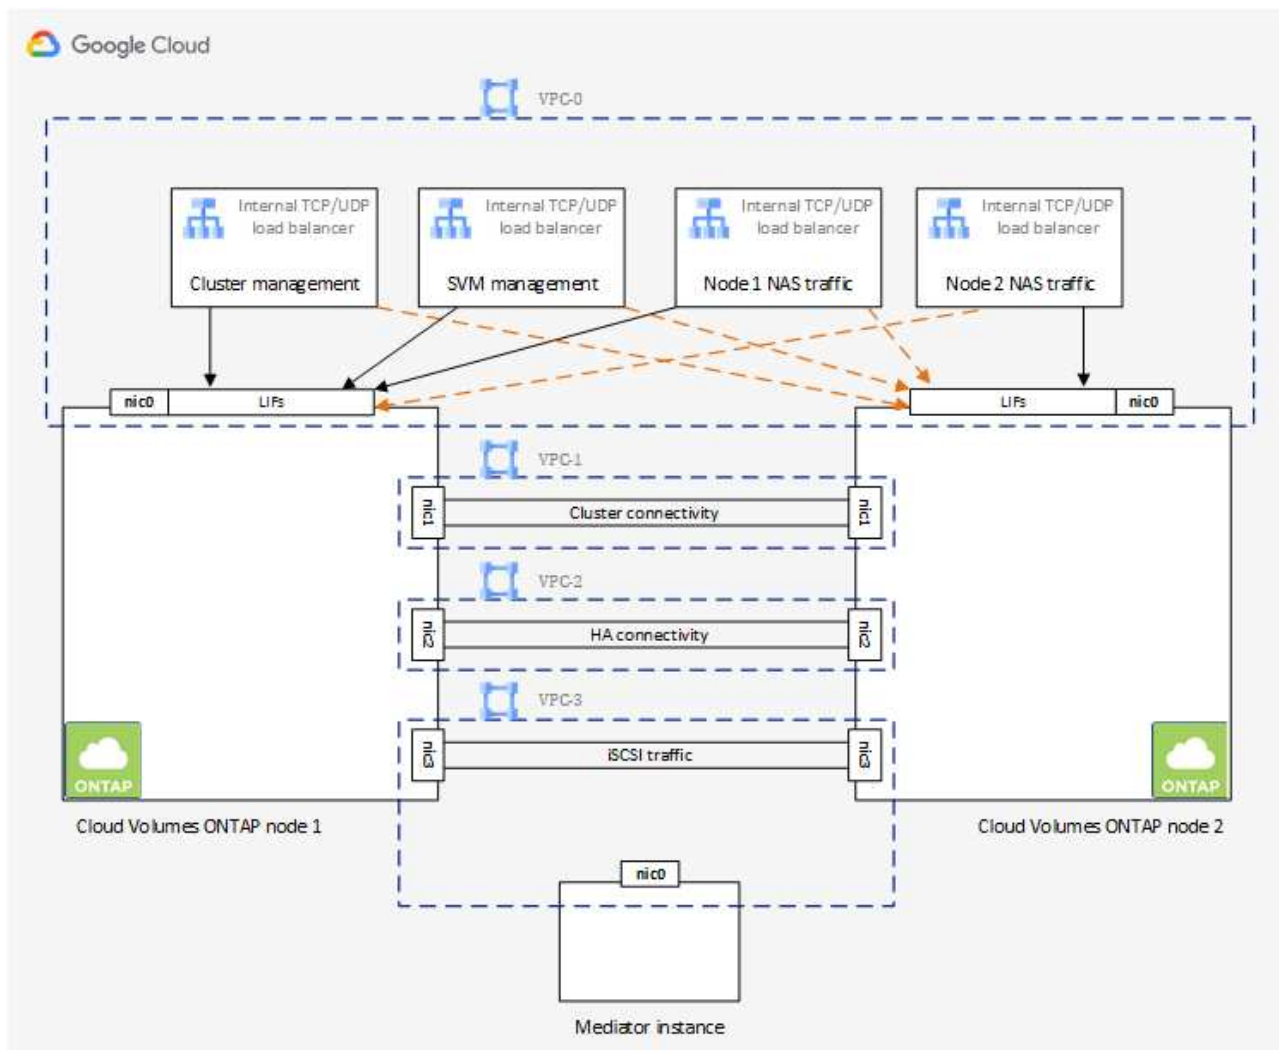 Google Cloud
VPC-0
Internal TCP/UDP
load balancer
Cluster management
Internal TCP/UDP
load balancer
SVM management
Internal TCP/UDP
load balancer
Node 1 NAS traffic
Internal TCP/UDP
load balancer
Node 2 NAS traffic
nic0 LIFs
LIFs nic0
VPC-1
nic1 Cluster connectivity nic1
VPC-2
nic2 HA connectivity nic2
VPC-3
nic3 iSCSI traffic nic3
ONTAP
ONTAP
Cloud Volumes ONTAP node 1
Cloud Volumes ONTAP node 2
nic0
Mediator instance